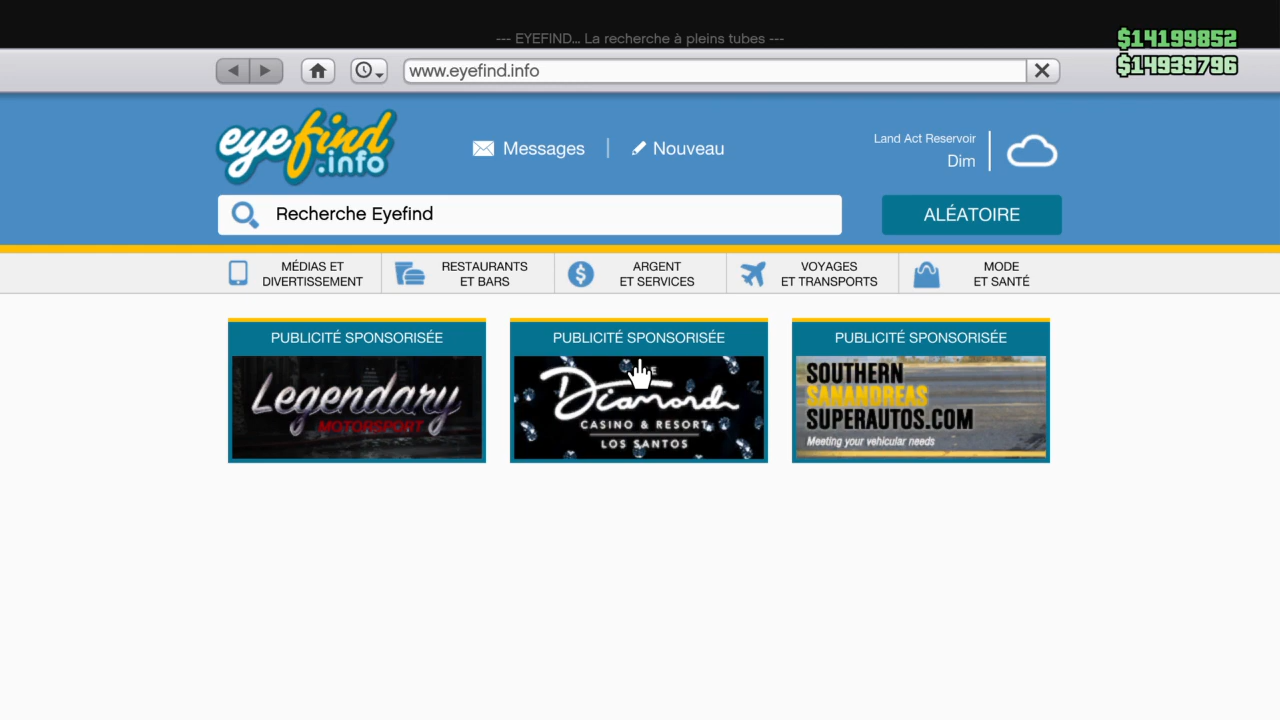 --- EYEFIND... La recherche à pleins tubes ---
$14199852
$14939796
www.eyefind.info
eyefind
.info
Messages
Nouveau
Land Act Reservoir
Dim
Recherche Eyefind
ALÉATOIRE
MÉDIAS ET
DIVERTISSEMENT
RESTAURANTS
ET BARS
ARGENT
ET SERVICES
VOYAGES
ET TRANSPORTS
MODE
ET SANTÉ
PUBLICITÉ SPONSORISÉE
Legendary
MOTORSPORT
PUBLICITÉ SPONSORISÉE
Diamond
CASINO & RESORT
LOS SANTOS
PUBLICITÉ SPONSORISÉE
SOUTHERN
SANANDREAS
SUPERAUTOS.COM
Meeting your vehicular needs